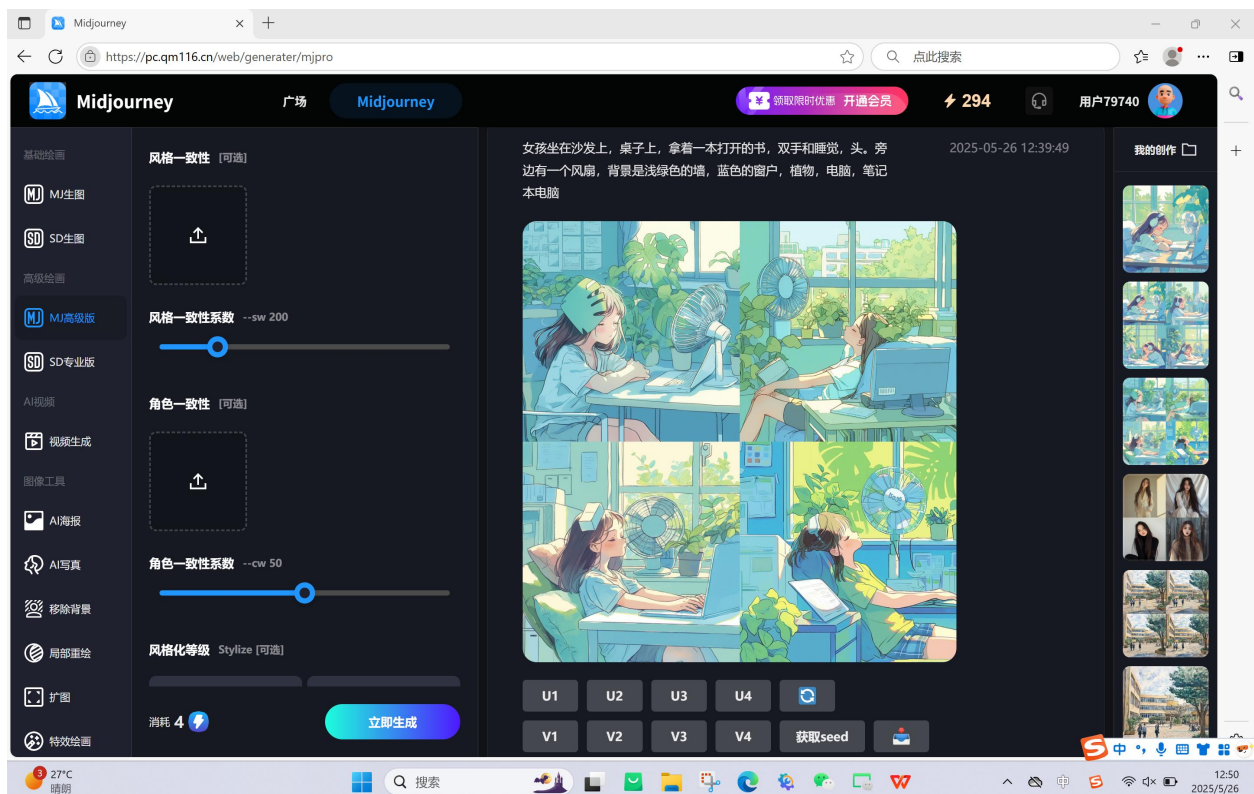 Midjourney
https://pc.qm116.cn/web/generater/mjpro
点此搜索
Midjourney
广场
Midjourney
领取限时优惠 开通会员
294
用户79740
基础绘画
MJ MJ生图
SD SD生图
高级绘画
MJ MJ高级版
SD SD专业版
AI视频
视频生成
图像工具
AI海报
AI写真
移除背景
局部重绘
扩图
特效绘画
风格一致性 [可选]
风格一致性系数 --sw 200
角色一致性 [可选]
角色一致性系数 --cw 50
风格化等级 Stylize [可选]
消耗 4
立即生成
女孩坐在沙发上，桌子上，拿着一本打开的书，双手和睡觉，头。旁
边有一个风扇，背景是浅绿色的墙，蓝色的窗户，植物，电脑，笔记
本电脑
2025-05-26 12:39:49
U1 U2 U3 U4
V1 V2 V3 V4 获取seed
我的创作
中
3
27°C
晴朗
搜索
中
12:50
2025/5/26